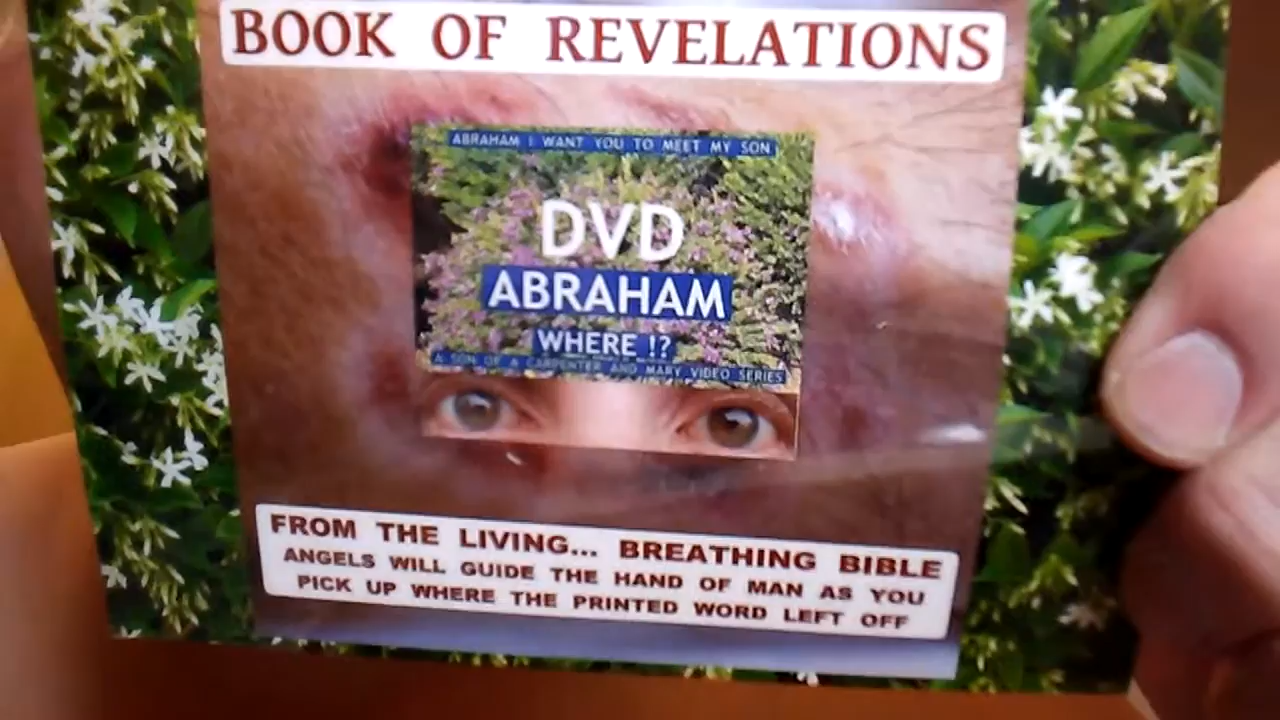 BOOK OF REVELATIONS
ABRAHAM I WANT YOU TO MEET MY SON
DVD
ABRAHAM
WHERE !?
A SON OF A CARPENTER AND MARY VIDEO SERIES
FROM THE LIVING... BREATHING BIBLE
ANGELS WILL GUIDE THE HAND OF MAN AS YOU
PICK UP WHERE THE PRINTED WORD LEFT OFF